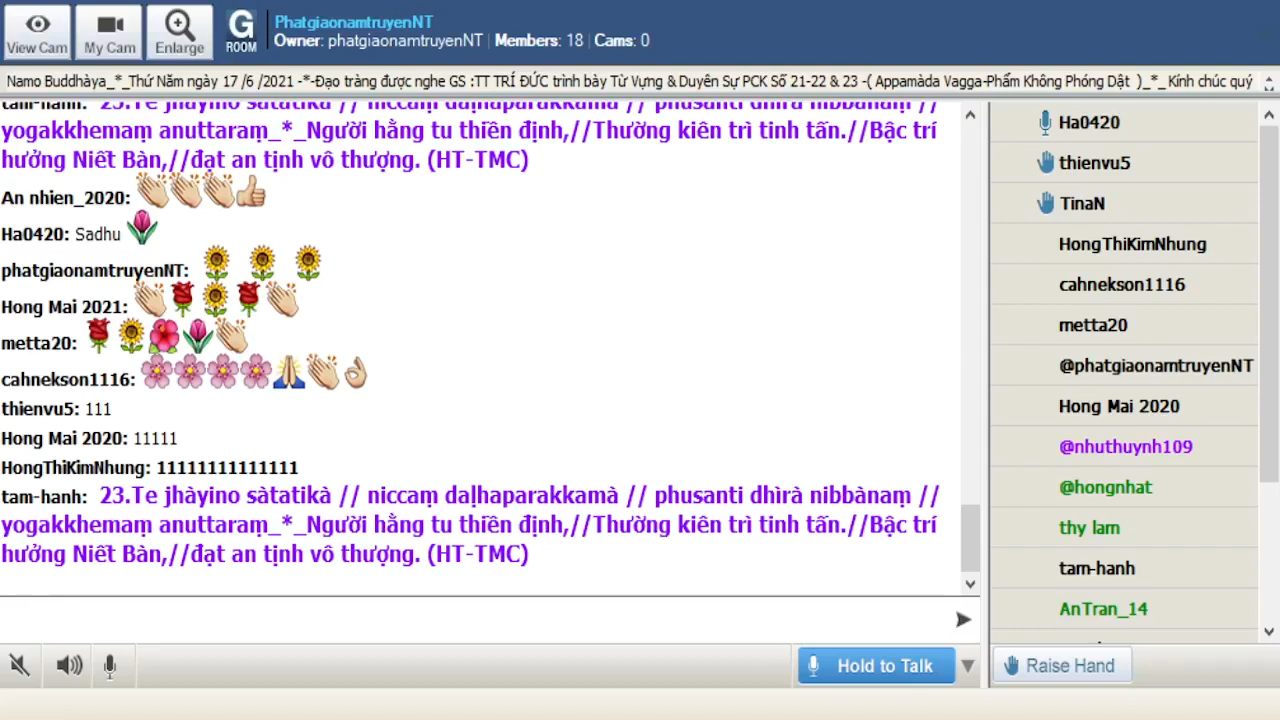 View Cam
My Cam
Enlarge
G
ROOM
PhatgiaonamtruyenNT
Owner: phatgiaonamtruyenNT | Members: 18 | Cams: 0
Namo Buddhàya_*_Thứ Năm ngày 17 /6 /2021 -*-Đạo tràng được nghe GS :TT TRÍ ĐỨC trình bày Từ Vựng & Duyên Sự PCK Số 21-22 & 23 -( Appamàda Vagga-Phẩm Không Phóng Dật )_*_ Kính chúc quý
tam-hanh: 23.Te jhàyino sàtatikà // niccaṃ daḷhaparakkamà // phusanti dhìrà nibbànaṃ //
yogakkhemaṃ anuttaraṃ_*_Người hằng tu thiền định,//Thường kiên trì tinh tấn.//Bậc trí
hưởng Niết Bàn,//đạt an tịnh vô thượng. (HT-TMC)
An nhien_2020:
Ha0420: Sadhu
phatgiaonamtruyenNT:
Hong Mai 2021:
metta20:
cahnekson1116:
thienvu5: 111
Hong Mai 2020: 11111
HongThiKimNhung: 11111111111111
tam-hanh: 23.Te jhàyino sàtatikà // niccaṃ daḷhaparakkamà // phusanti dhìrà nibbànaṃ //
yogakkhemaṃ anuttaraṃ_*_Người hằng tu thiền định,//Thường kiên trì tinh tấn.//Bậc trí
hưởng Niết Bàn,//đạt an tịnh vô thượng. (HT-TMC)
Ha0420
thienvu5
TinaN
HongThiKimNhung
cahnekson1116
metta20
@phatgiaonamtruyenNT
Hong Mai 2020
@nhuthuynh109
@hongnhat
thy lam
tam-hanh
AnTran_14
Hold to Talk
Raise Hand